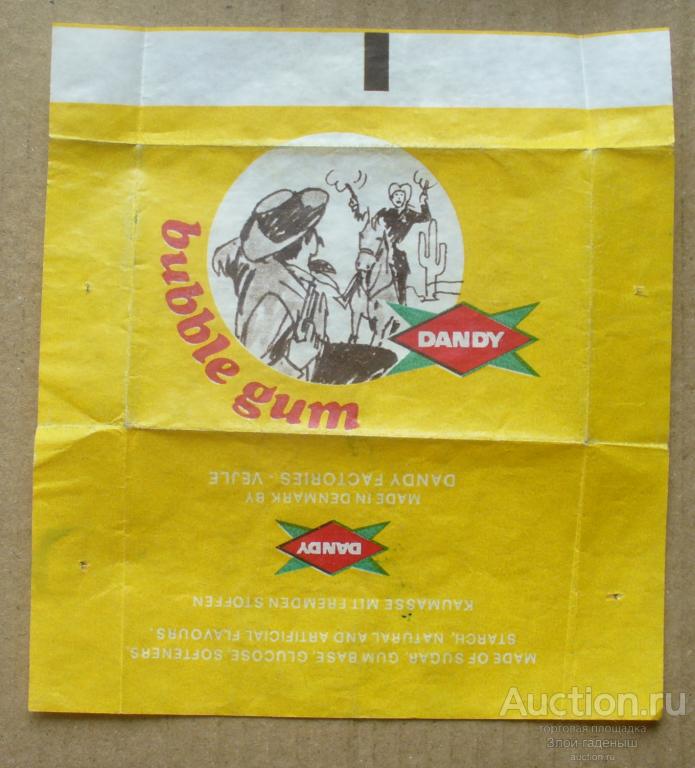 bubble gum
DANDY
MADE OF SUGAR, GUM BASE, GLUCOSE, SOFTENERS,
STARCH, NATURAL AND ARTIFICIAL FLAVOURS.
KAUMASSE MIT FREMDEN STOFFEN
DANDY
MADE IN DENMARK BY
DANDY FACTORIES - VEJLE
Auction.ru
торговая площадка
Злой-гаденыш
auction.ru